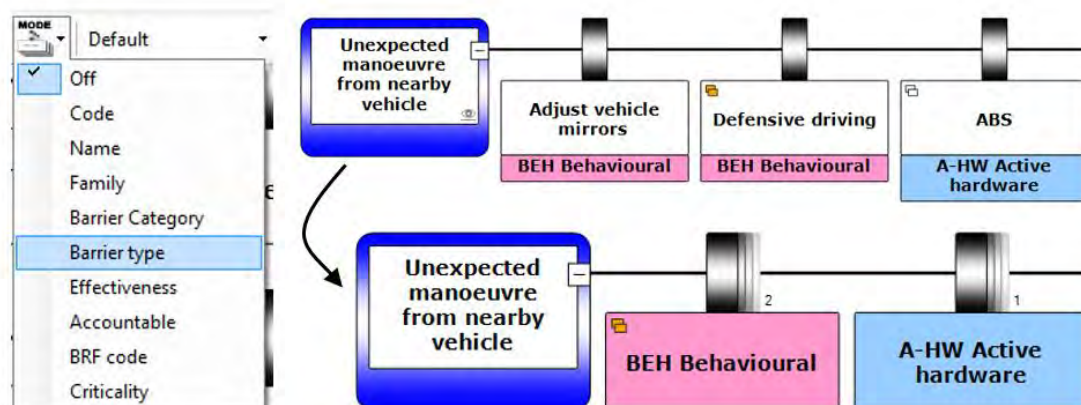 MODE
Default
Off
Code
Name
Family
Barrier Category
Barrier type
Effectiveness
Accountable
BRF code
Criticality
Unexpected
manoeuvre
from nearby
vehicle
Adjust vehicle
mirrors
BEH Behavioural
Defensive driving
BEH Behavioural
ABS
A-HW Active
hardware
Unexpected
manoeuvre
from nearby
vehicle
2
BEH Behavioural
1
A-HW Active
hardware